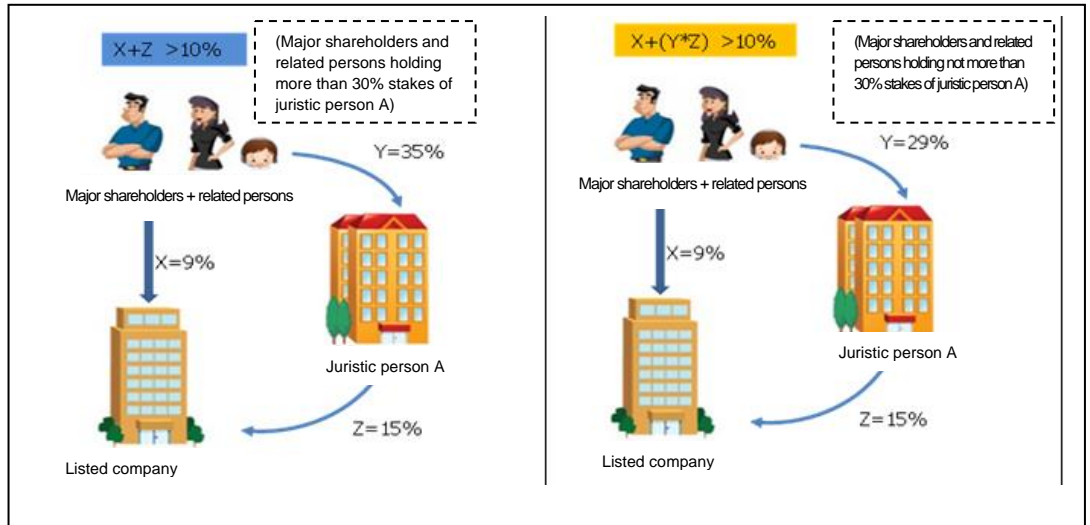 X+Z >10%
(Major shareholders and
related persons holding
more than 30% stakes of
juristic person A)
Y=35%
Major shareholders + related persons
X=9%
Juristic person A
Z=15%
Listed company
X+(Y*Z) >10%
(Major shareholders and related
persons holding not more than
30% stakes of juristic person A)
Y=29%
Major shareholders + related persons
X=9%
Juristic person A
Z=15%
Listed company